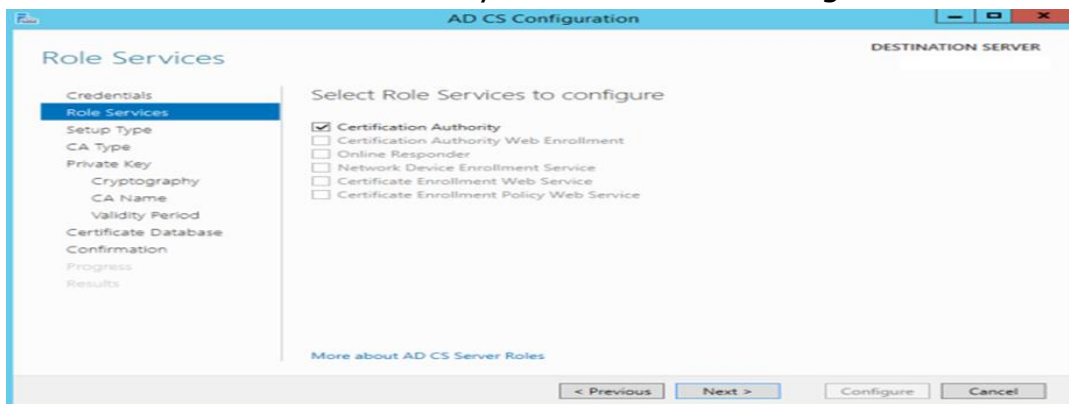 AD CS Configuration
Role Services
DESTINATION SERVER
Credentials
Role Services
Setup Type
CA Type
Private Key
Cryptography
CA Name
Validity Period
Certificate Database
Confirmation
Progress
Results
Select Role Services to configure
Certification Authority
Certification Authority Web Enrollment
Online Responder
Network Device Enrollment Service
Certificate Enrollment Web Service
Certificate Enrollment Policy Web Service
More about AD CS Server Roles
< Previous Next > Configure Cancel